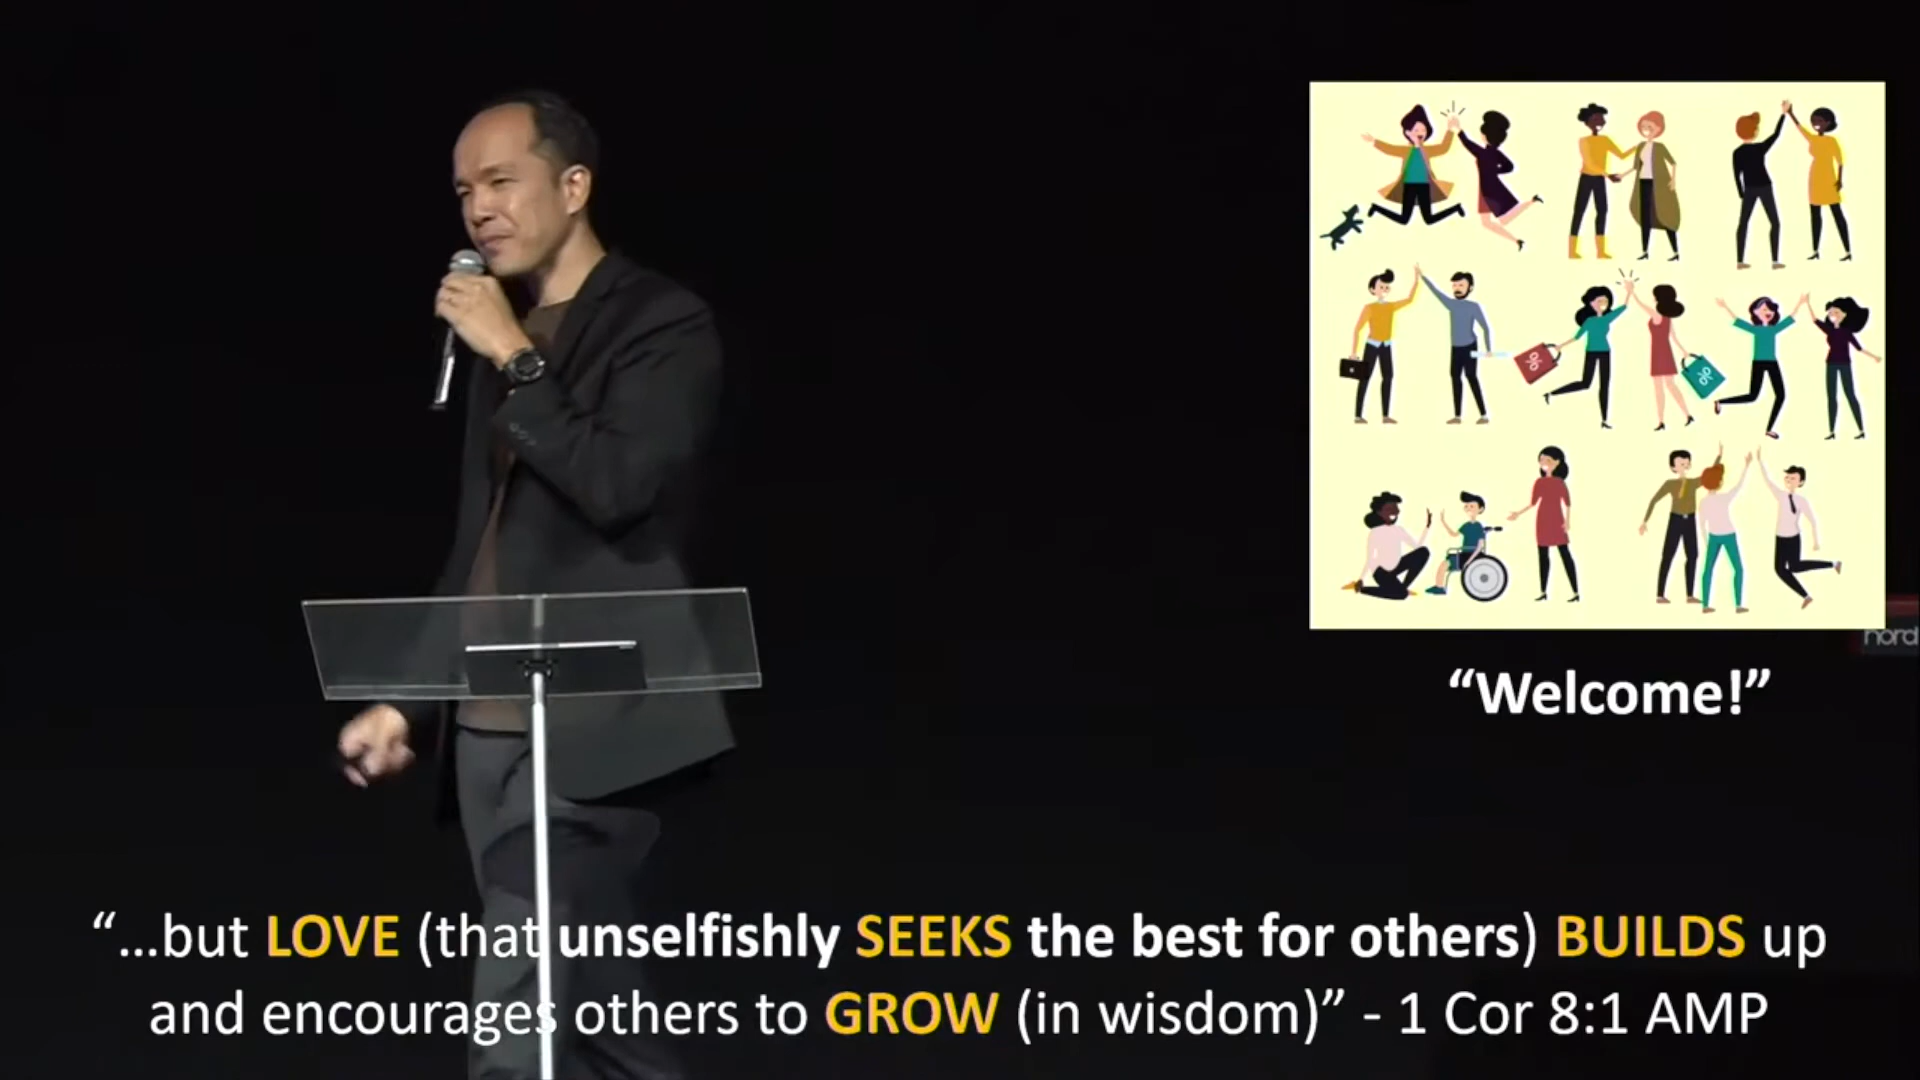 nord
“Welcome!”
“...but LOVE (that unselfishly SEEKS the best for others) BUILDS up
and encourages others to GROW (in wisdom)” - 1 Cor 8:1 AMP